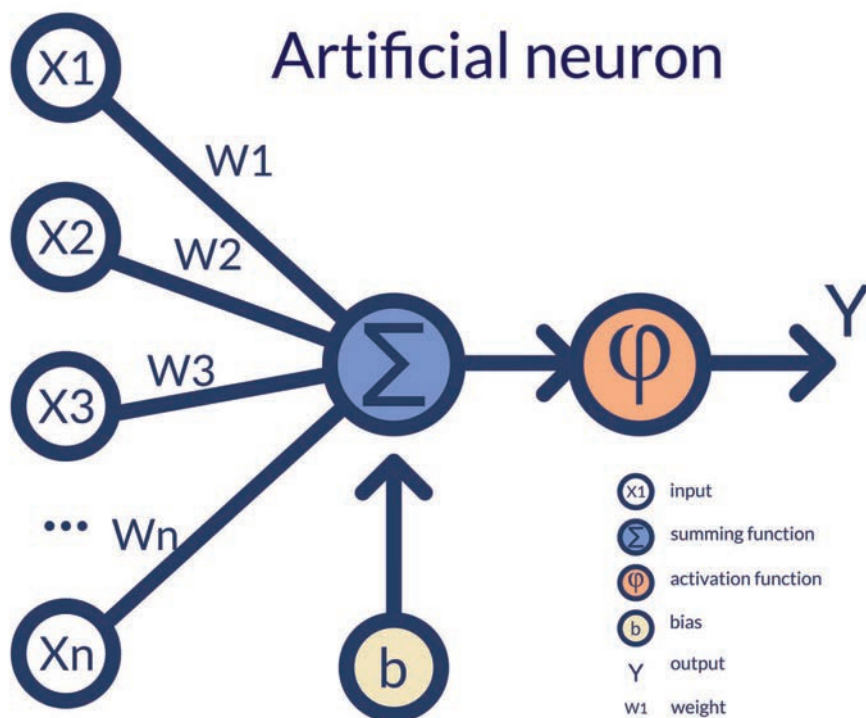 Artificial neuron
X1
W1
X2
W2
X3
W3
...
Wn
Xn
Σ
φ
Y
b
X1 input
Σ summing function
φ activation function
b bias
Y output
W1 weight